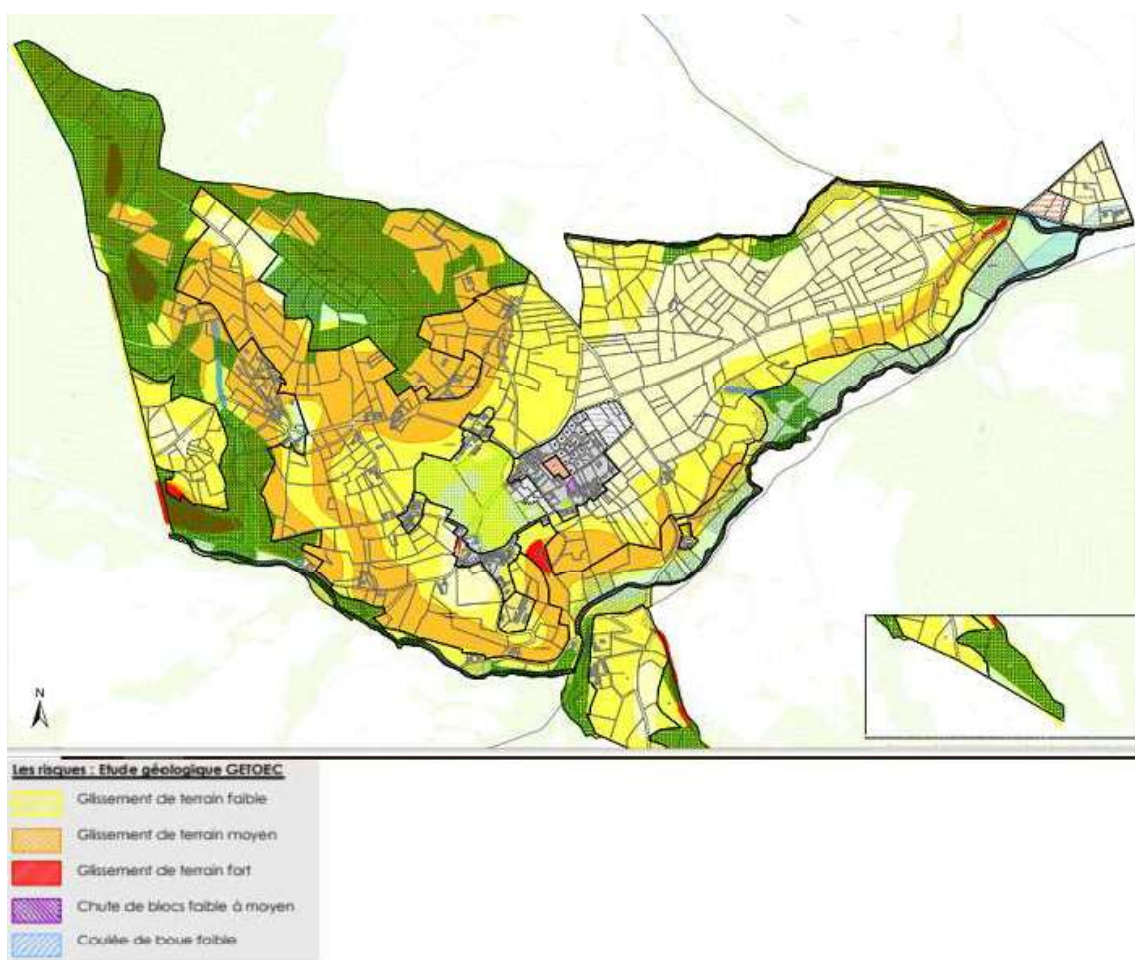 N
Les risques : Etude géologique GETOEC
Glissement de terrain faible
Glissement de terrain moyen
Glissement de terrain fort
Chute de blocs faible à moyen
Coulée de boue faible